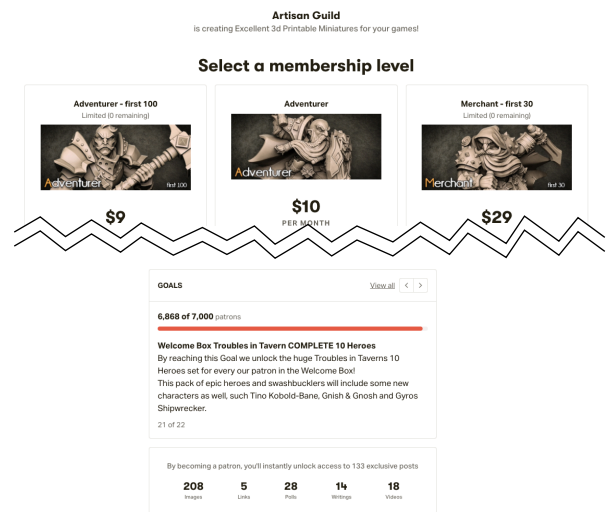 Artisan Guild
is creating Excellent 3d Printable Miniatures for your games!
Select a membership level
Adventurer - first 100
Limited (0 remaining)
Adventurer
first 100
$9
Adventurer
Adventurer
$10
PER MONTH
Merchant - first 30
Limited (0 remaining)
Merchant
first 30
$29
GOALS
View all
6,868 of 7,000 patrons
Welcome Box Troubles in Tavern COMPLETE 10 Heroes
By reaching this Goal we unlock the huge Troubles in Taverns 10
Heroes set for every our patron in the Welcome Box!
This pack of epic heroes and swashbucklers will include some new
characters as well, such Tino Kobold-Bane, Gnish & Gnosh and Gyros
Shipwrecker.
21 of 22
By becoming a patron, you'll instantly unlock access to 133 exclusive posts
208 5 28 14 18
Images Links Polls Writings Videos